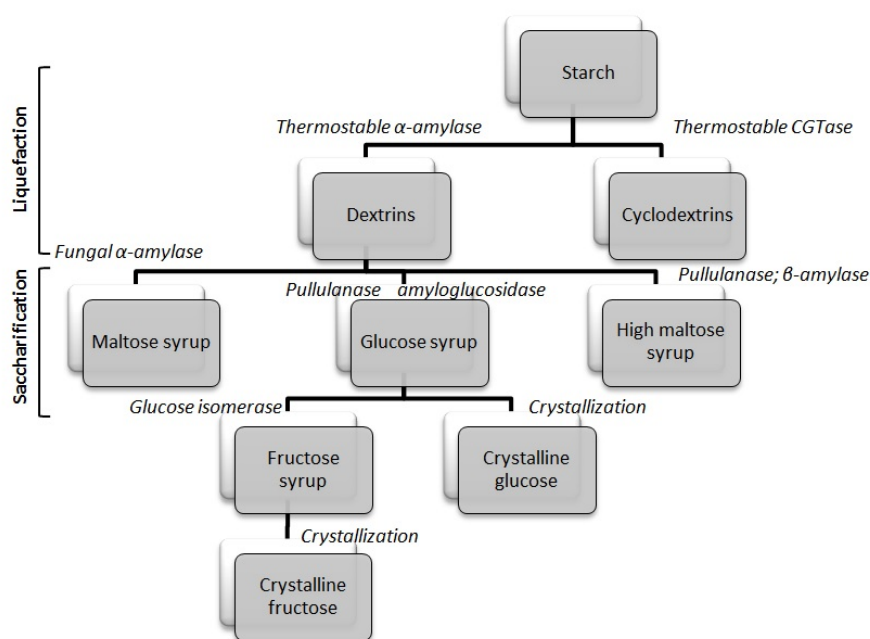 Starch
Thermostable α-amylase
Thermostable CGTase
Liquefaction
Dextrins
Cyclodextrins
Fungal α-amylase
Pullulanase; β-amylase
Pullulanase amyloglucosidase
Saccharification
Maltose syrup
Glucose syrup
High maltose
syrup
Glucose isomerase
Crystallization
Fructose
syrup
Crystalline
glucose
Crystallization
Crystalline
fructose